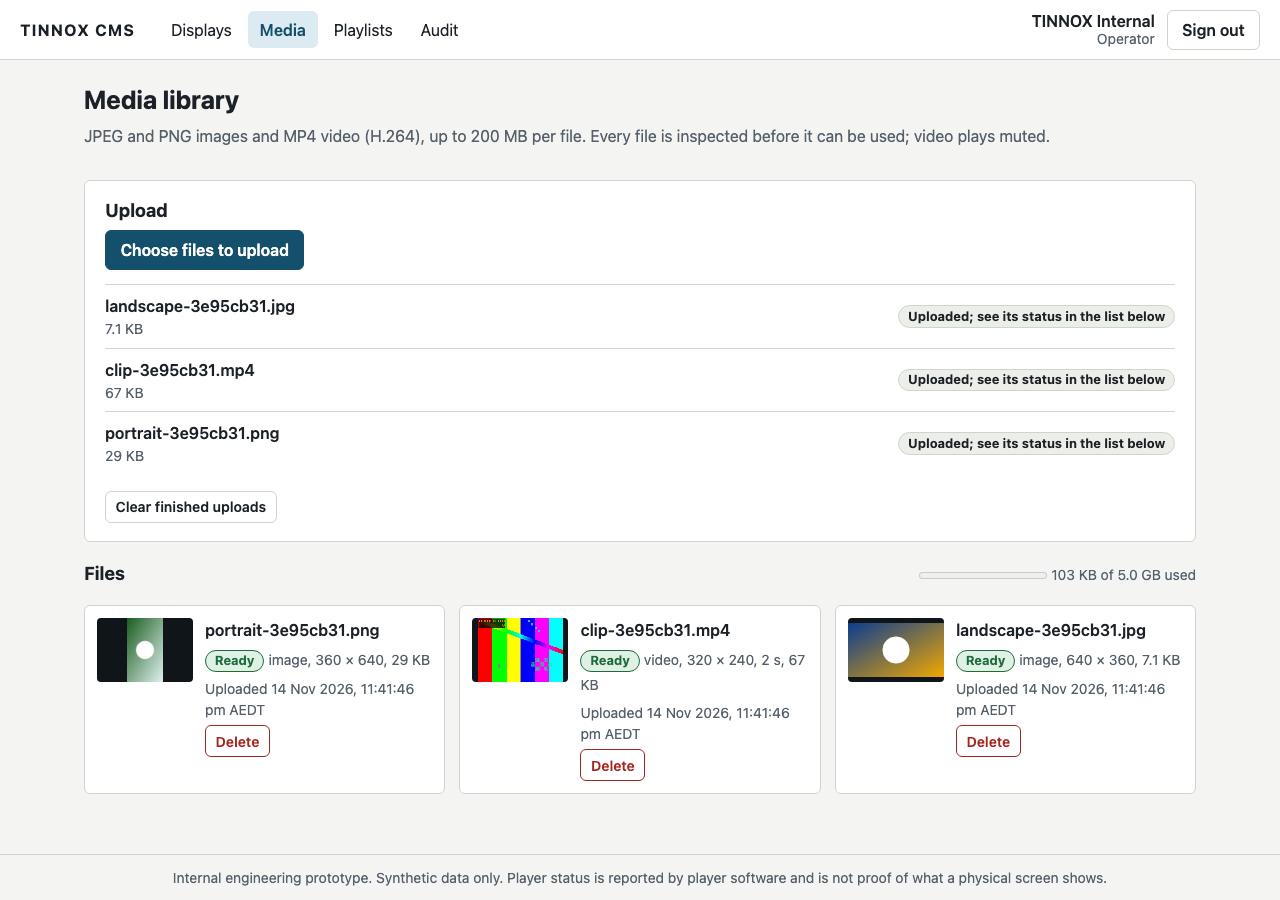 TINNOX CMS
Displays
Media
Playlists
Audit
TINNOX Internal
Operator
Sign out
Media library
JPEG and PNG images and MP4 video (H.264), up to 200 MB per file. Every file is inspected before it can be used; video plays muted.
Upload
Choose files to upload
landscape-3e95cb31.jpg
7.1 KB
Uploaded; see its status in the list below
clip-3e95cb31.mp4
67 KB
Uploaded; see its status in the list below
portrait-3e95cb31.png
29 KB
Uploaded; see its status in the list below
Clear finished uploads
Files
103 KB of 5.0 GB used
portrait-3e95cb31.png
Ready image, 360 × 640, 29 KB
Uploaded 14 Nov 2026, 11:41:46
pm AEDT
Delete
clip-3e95cb31.mp4
Ready video, 320 × 240, 2 s, 67
KB
Uploaded 14 Nov 2026, 11:41:46
pm AEDT
Delete
landscape-3e95cb31.jpg
Ready image, 640 × 360, 7.1 KB
Uploaded 14 Nov 2026, 11:41:46
pm AEDT
Delete
Internal engineering prototype. Synthetic data only. Player status is reported by player software and is not proof of what a physical screen shows.